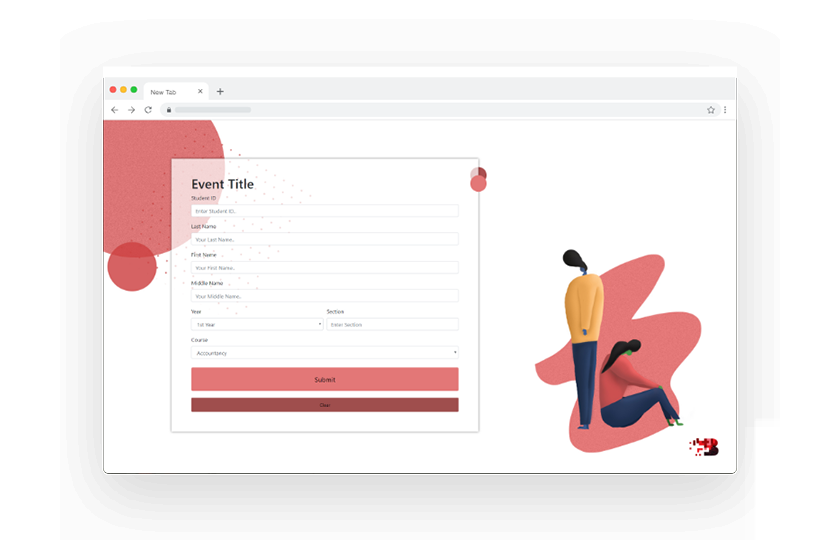 New Tab
Event Title
Student ID
Enter Student ID..
Last Name
Your Last Name..
First Name
Your First Name..
Middle Name
Your Middle Name..
Year Section
1st Year Enter Section
Course
Accountancy
Submit
Clear